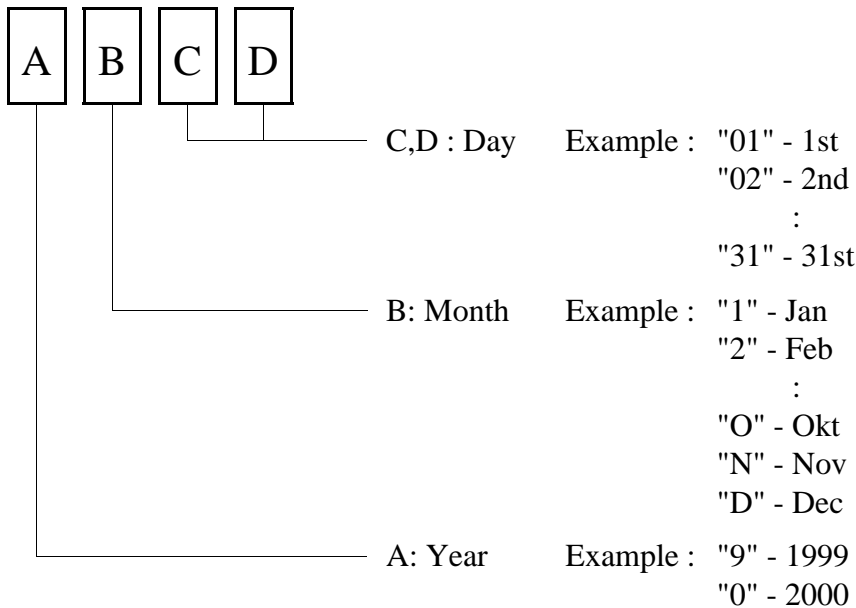 A B C D
C,D : Day Example : "01" - 1st
"02" - 2nd
:
"31" - 31st
B: Month Example : "1" - Jan
"2" - Feb
:
"O" - Okt
"N" - Nov
"D" - Dec
A: Year Example : "9" - 1999
"0" - 2000